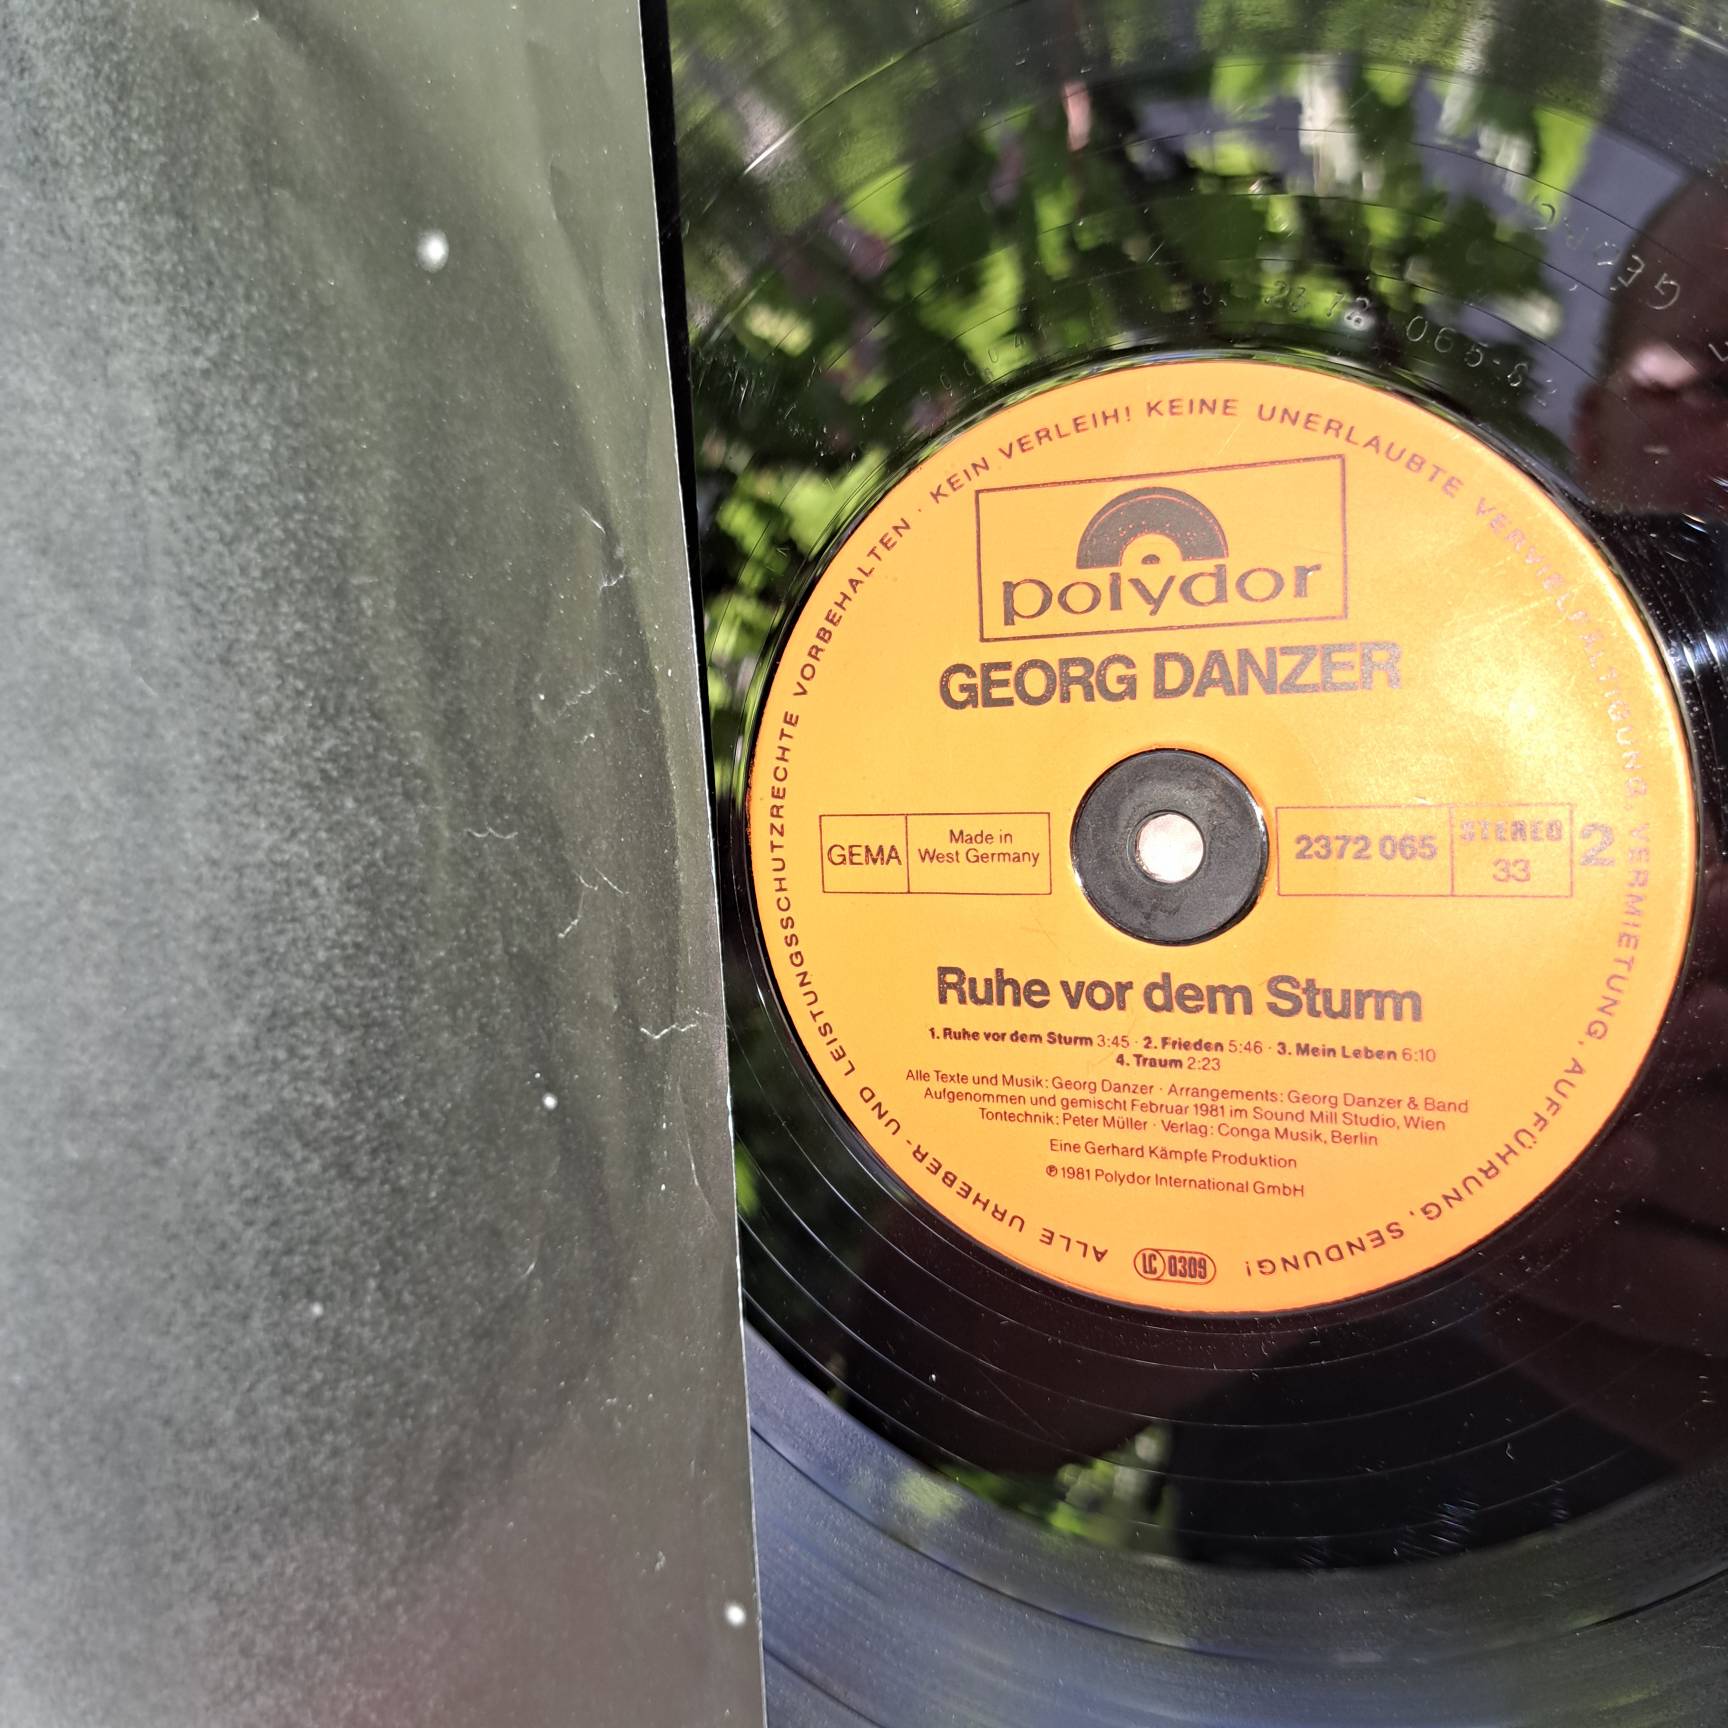 ALLE URHEBER- UND LEISTUNGSSCHUTZRECHTE VORBEHALTEN · KEIN VERLEIH! KEINE UNERLAUBTE VERVIELFÄLTIGUNG, VERMIETUNG, AUFFÜHRUNG, SENDUNG!
polydor
GEORG DANZER
GEMA
Made in
West Germany
2372 065
STEREO
33
2
Ruhe vor dem Sturm
1. Ruhe vor dem Sturm 3:45 · 2. Frieden 5:46 · 3. Mein Leben 6:10
4. Traum 2:23
Alle Texte und Musik: Georg Danzer · Arrangements: Georg Danzer & Band
Aufgenommen und gemischt Februar 1981 im Sound Mill Studio, Wien
Tontechnik: Peter Müller · Verlag: Conga Musik, Berlin
Eine Gerhard Kämpfe Produktion
℗ 1981 Polydor International GmbH
LC 0309
2372 065